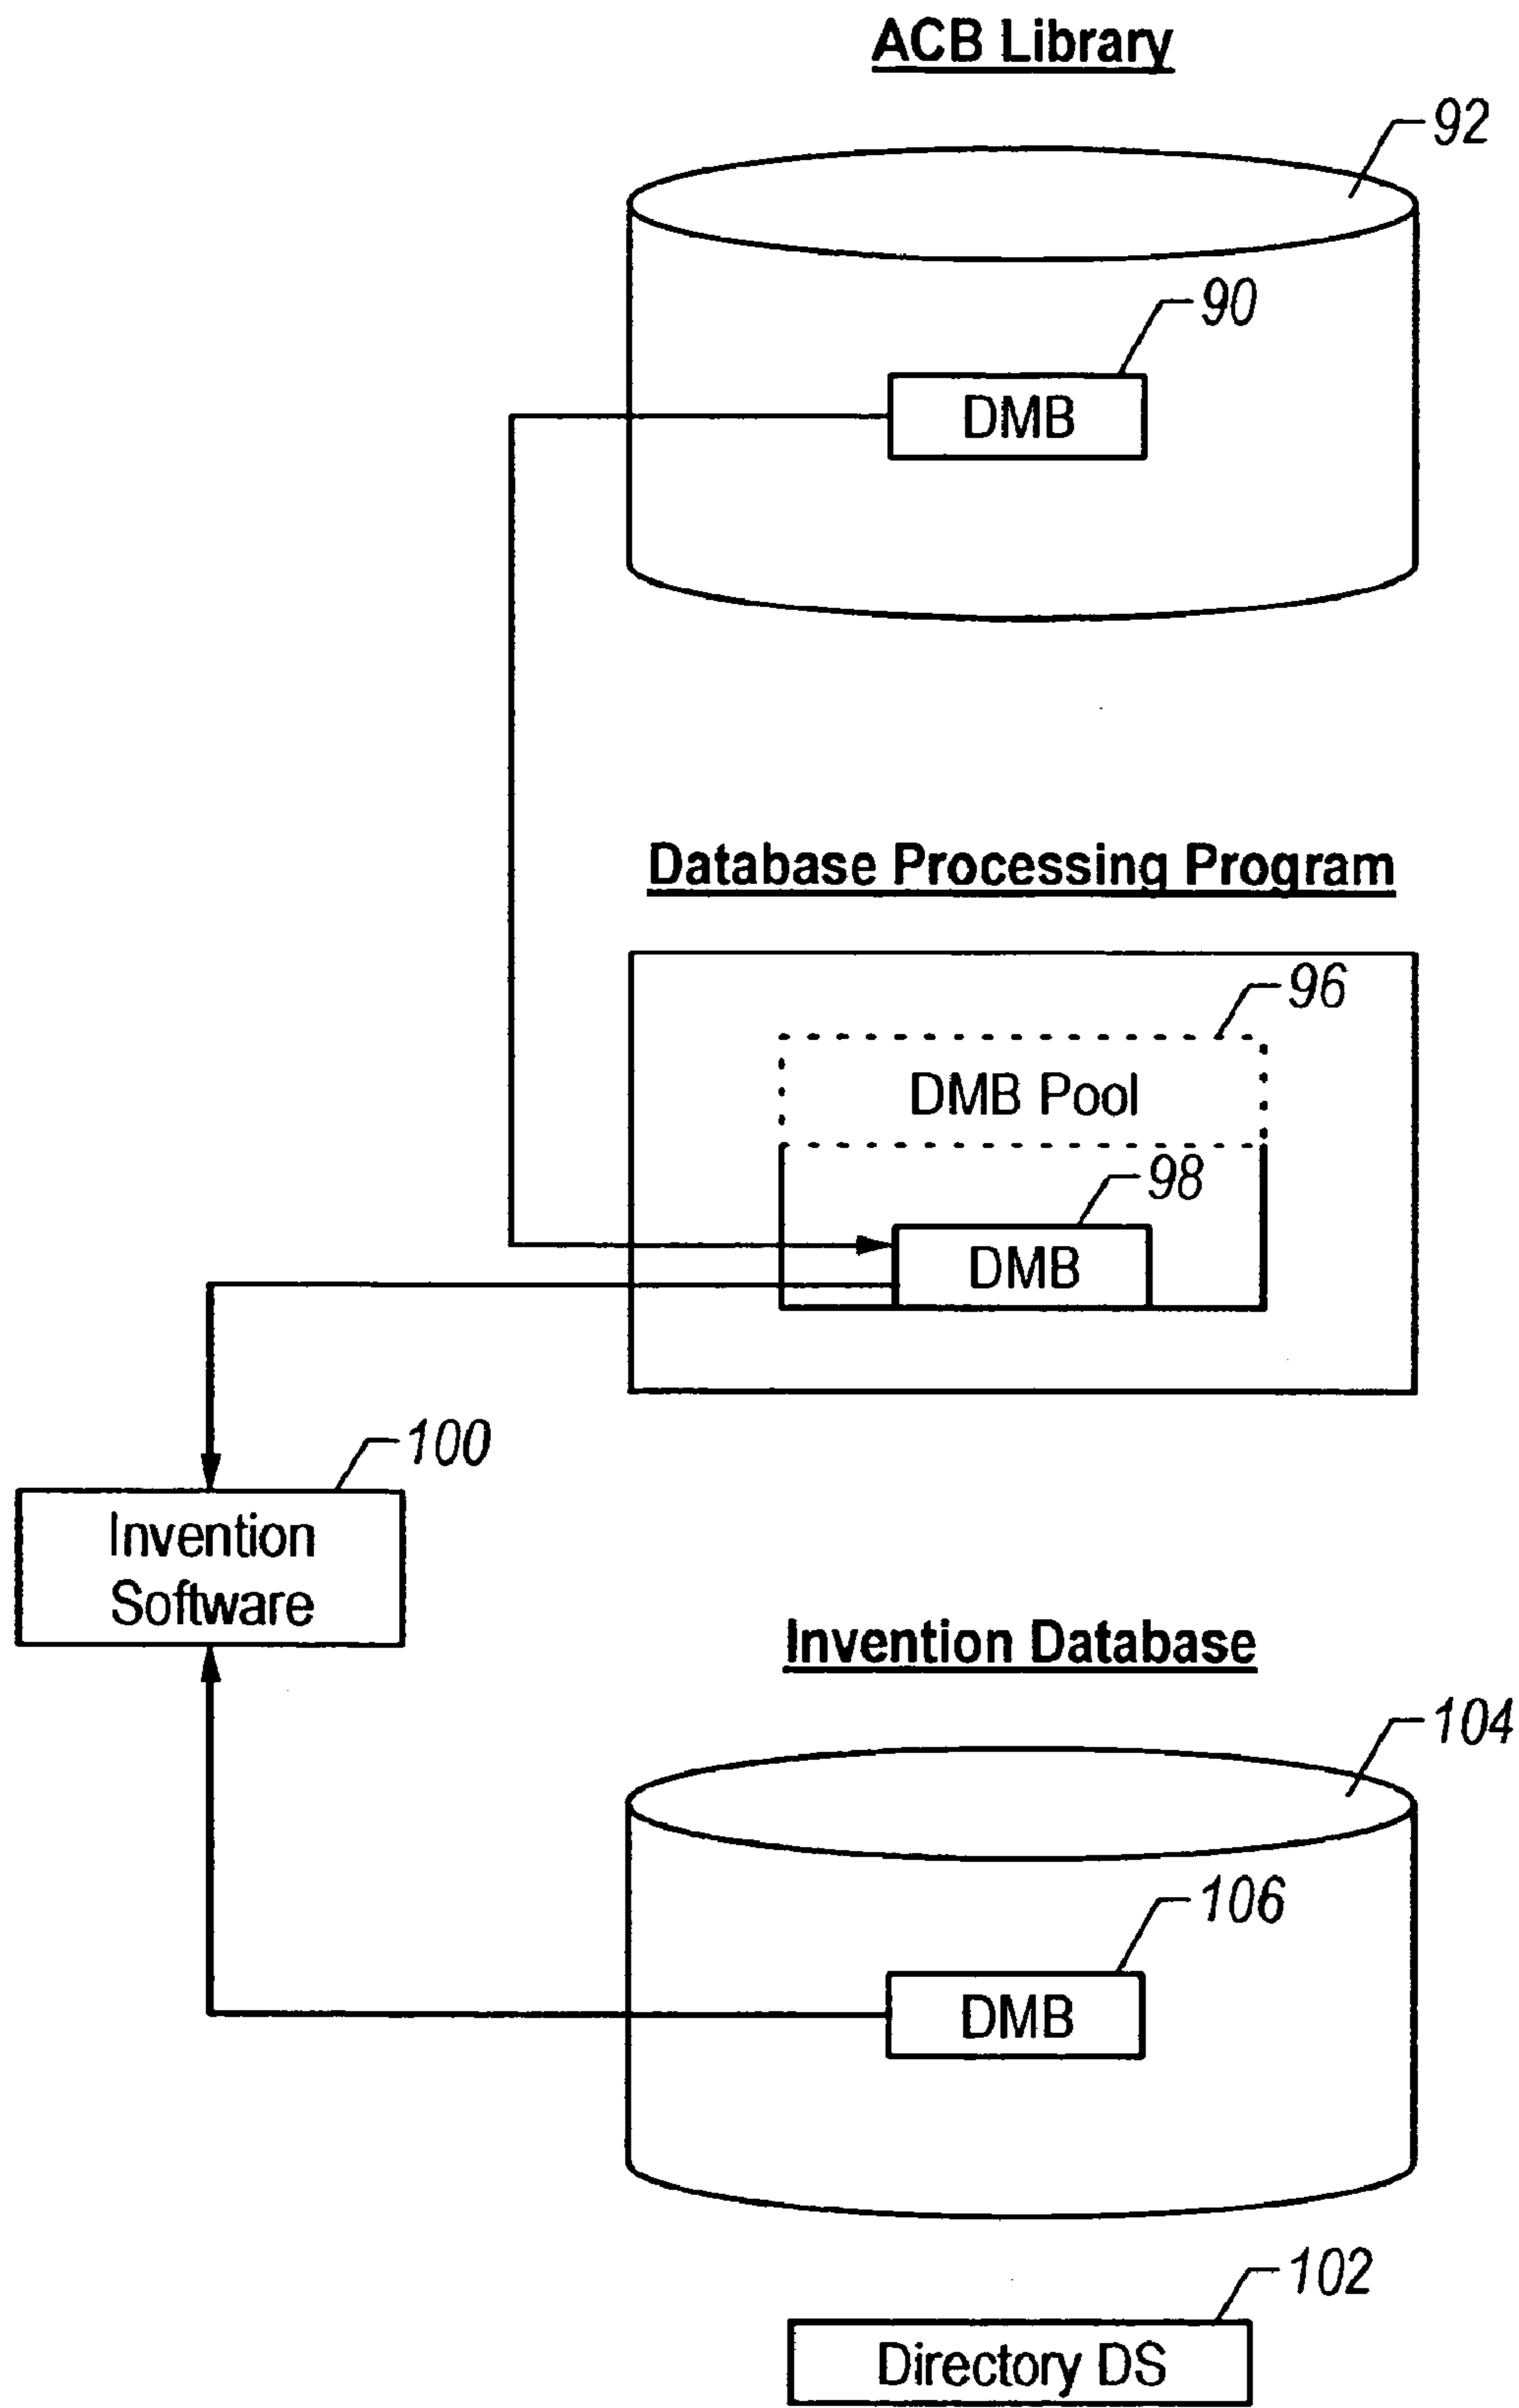 ACB Library
92
90
DMB
Database Processing Program
96
DMB Pool
98
DMB
100
Invention
Software
Invention Database
104
106
DMB
102
Directory DS